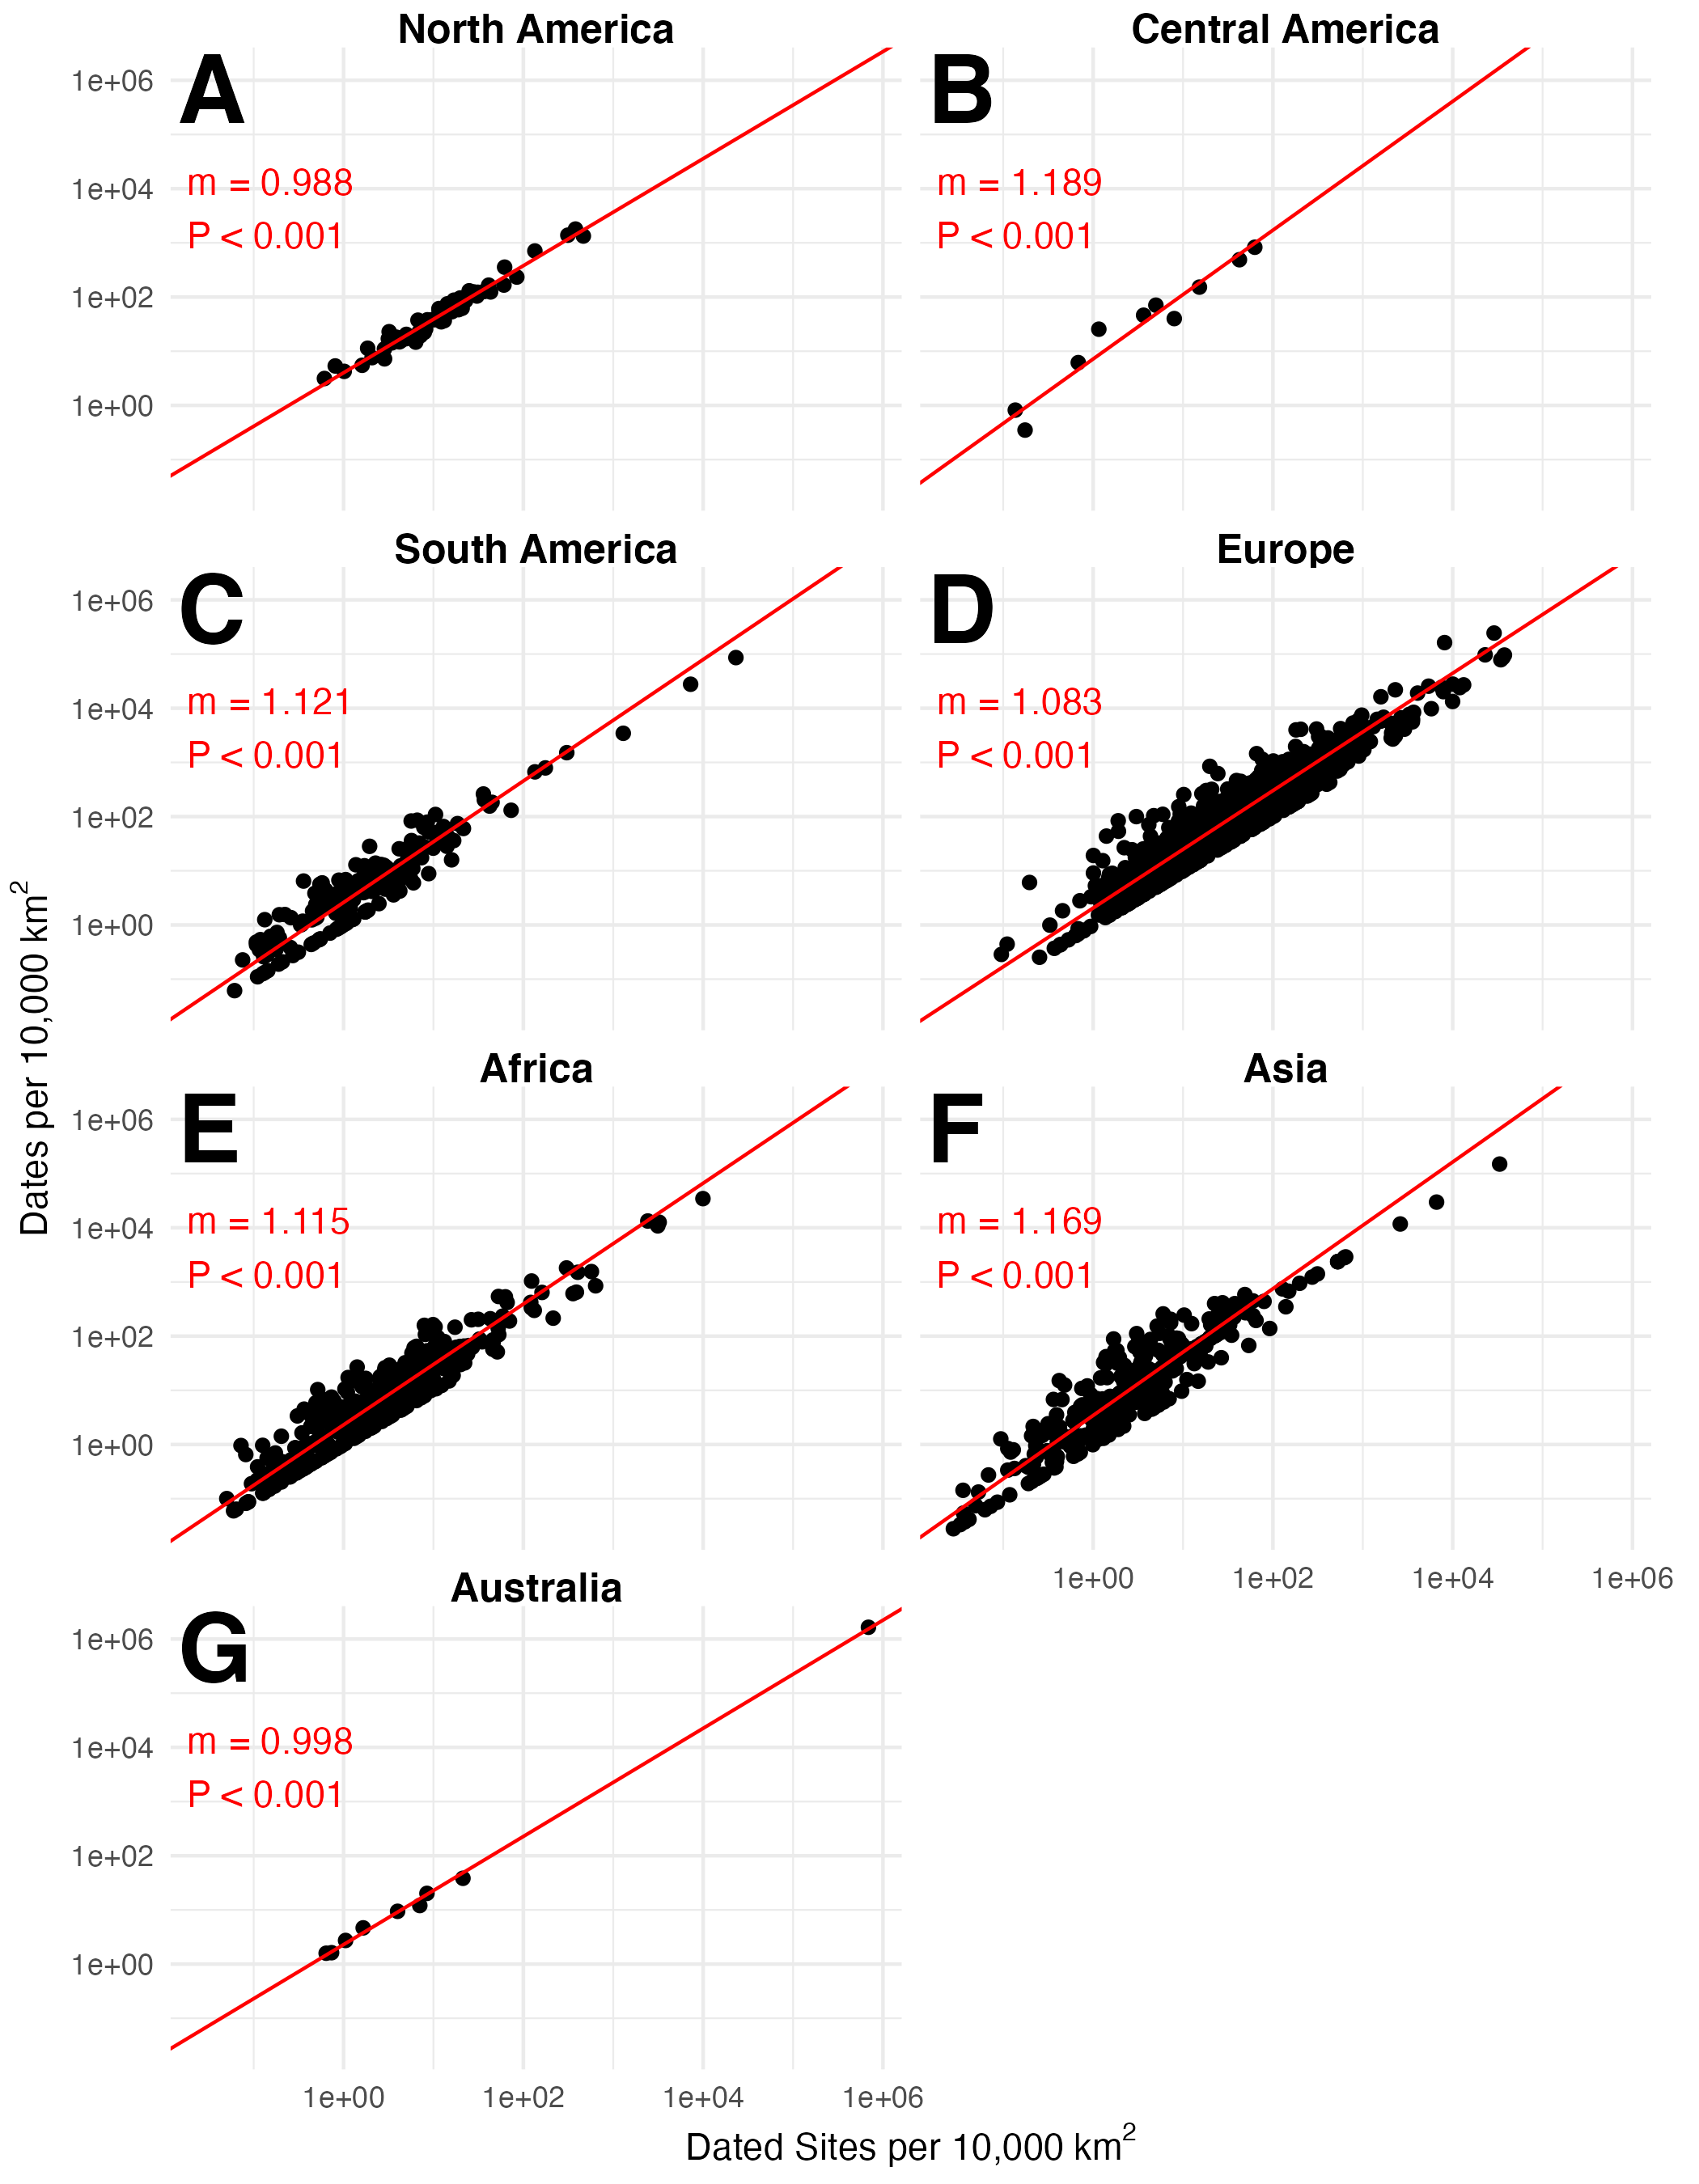 North America
Central America
A
B
1e+06
1e+04
1e+02
1e+00
m = 0.988
P < 0.001
m = 1.189
P < 0.001
South America
Europe
C
D
1e+06
1e+04
1e+02
1e+00
m = 1.121
P < 0.001
m = 1.083
P < 0.001
Africa
Asia
E
F
1e+06
1e+04
1e+02
1e+00
m = 1.115
P < 0.001
m = 1.169
P < 0.001
1e+00 1e+02 1e+04 1e+06
Australia
G
1e+06
1e+04
1e+02
1e+00
m = 0.998
P < 0.001
1e+00 1e+02 1e+04 1e+06
Dated Sites per 10,000 km²
Dates per 10,000 km²